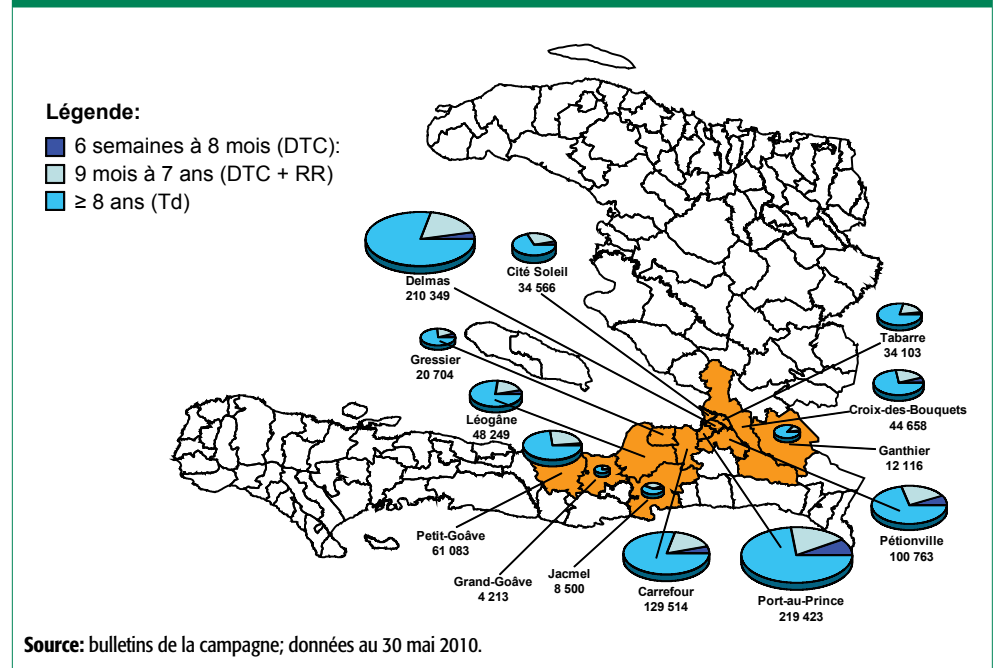 Légende:
6 semaines à 8 mois (DTC):
9 mois à 7 ans (DTC + RR)
≥ 8 ans (Td)
Delmas
210 349
Cité Soleil
34 566
Tabarre
34 103
Gressier
20 704
Léogâne
48 249
Croix-des-Bouquets
44 658
Ganthier
12 116
Petit-Goâve
61 083
Grand-Goâve
4 213
Jacmel
8 500
Carrefour
129 514
Port-au-Prince
219 423
Pétionville
100 763
Source: bulletins de la campagne; données au 30 mai 2010.